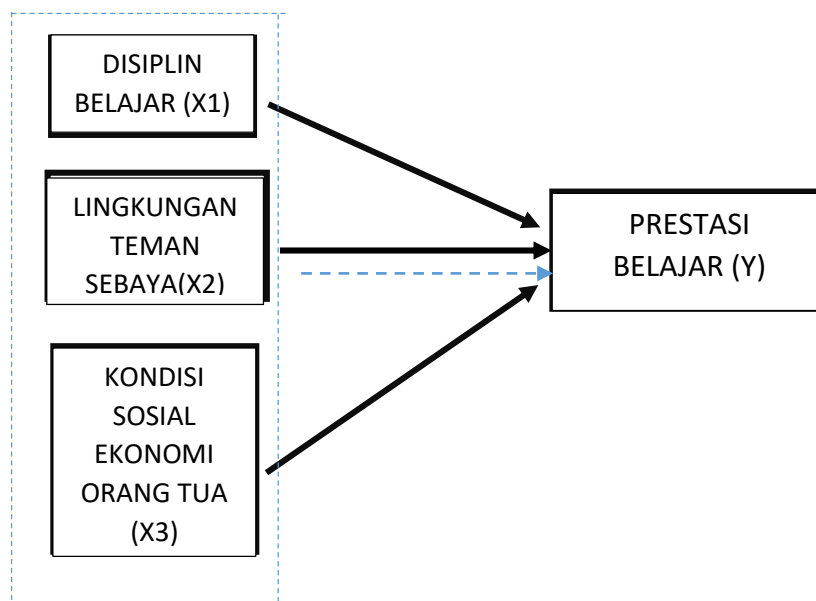 DISIPLIN
BELAJAR (X1)
LINGKUNGAN
TEMAN
SEBAYA(X2)
KONDISI
SOSIAL
EKONOMI
ORANG TUA
(X3)
PRESTASI
BELAJAR (Y)